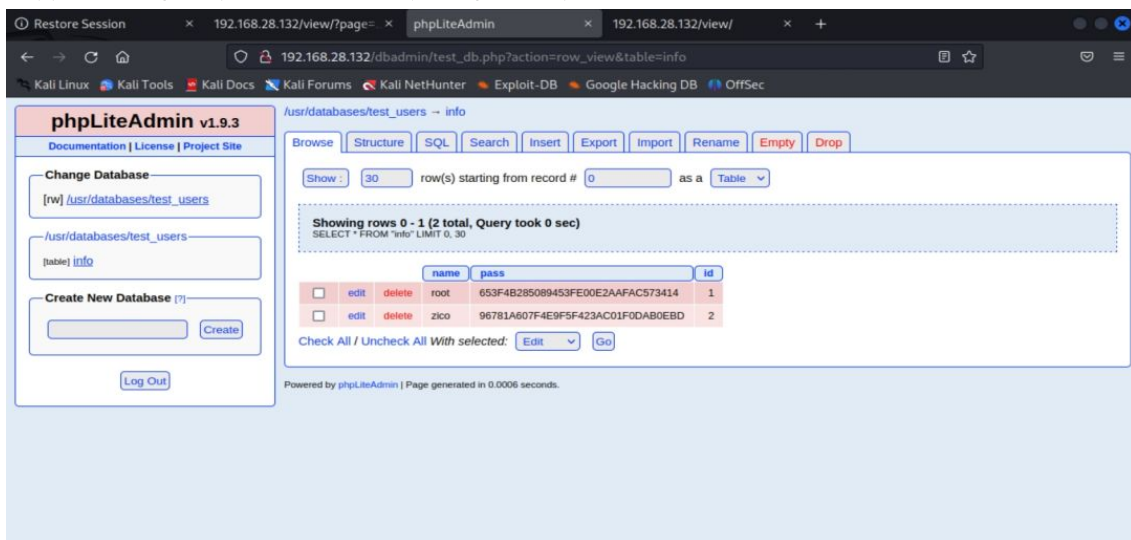 Restore Session
192.168.28.132/view/?page=
phpLiteAdmin
192.168.28.132/view/
192.168.28.132/dbadmin/test_db.php?action=row_view&table=info
Kali Linux Kali Tools Kali Docs Kali Forums Kali NetHunter Exploit-DB Google Hacking DB OffSec
phpLiteAdmin v1.9.3
Documentation | License | Project Site
Change Database
[rw] /usr/databases/test_users
/usr/databases/test_users
[table] info
Create New Database [?]
Create
Log Out
/usr/databases/test_users → info
Browse Structure SQL Search Insert Export Import Rename Empty Drop
Show : 30 row(s) starting from record # 0 as a Table
Showing rows 0 - 1 (2 total, Query took 0 sec)
SELECT * FROM "info" LIMIT 0, 30
name pass id
edit delete root 653F4B285089453FE00E2AAFAC573414 1
edit delete zico 96781A607F4E9F5F423AC01F0DAB0EBD 2
Check All / Uncheck All With selected: Edit Go
Powered by phpLiteAdmin | Page generated in 0.0006 seconds.